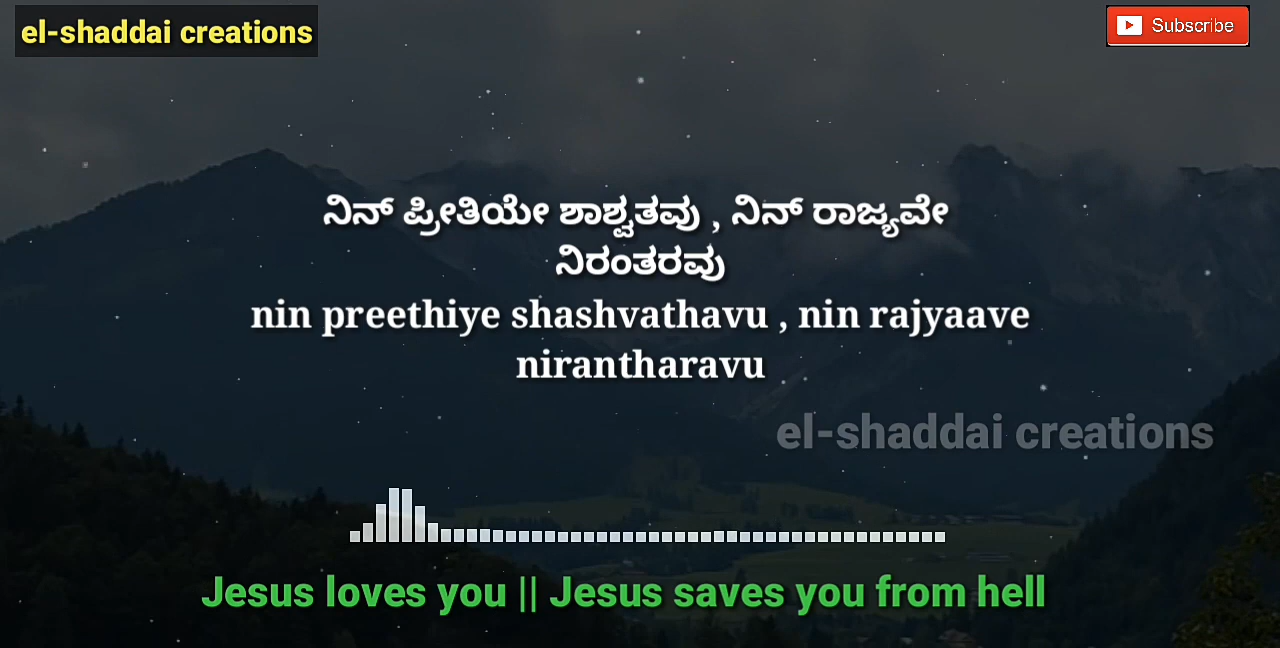 el-shaddai creations
Subscribe
ನಿನ್ ಪ್ರೀತಿಯೇ ಶಾಶ್ವತವು , ನಿನ್ ರಾಜ್ಯವೇ
ನಿರಂತರವು
nin preethiye shashvathavu , nin rajyaave
nirantharavu
el-shaddai creations
Jesus loves you || Jesus saves you from hell